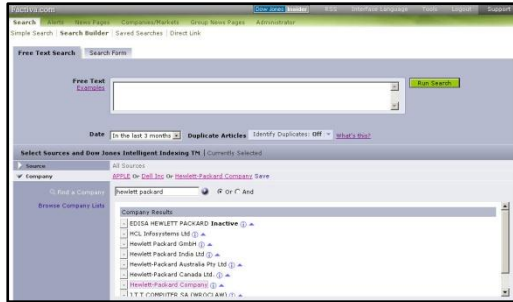 Factiva.com Dow Jones Insider RSS Interface Language Tools Logout Support
Search Alerts News Pages Companies/Markets Group News Pages Administrator
Simple Search | Search Builder | Saved Searches | Direct Link
Free Text Search Search Form
Free Text
Examples
Run Search
Date In the last 3 months Duplicate Articles Identify Duplicates: Off What's this?
Select Sources and Dow Jones Intelligent Indexing TM | Currently Selected
Source All Sources
Company APPLE Or Dell Inc Or Hewlett-Packard Company Save
Find a Company hewlett packard Or And
Browse Company Lists
Company Results
EDISA HEWLETT PACKARD Inactive
HCL Infosystems Ltd
Hewlett Packard GmbH
Hewlett Packard India Ltd
Hewlett-Packard Australia Pty Ltd
Hewlett-Packard Canada Ltd.
Hewlett-Packard Company
J.T.T COMPUTER SA (WROCLAW)